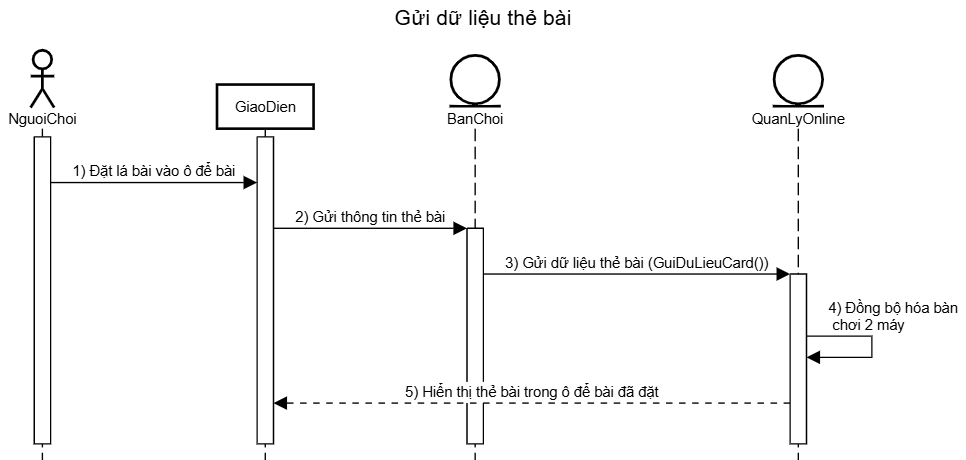 Gửi dữ liệu thẻ bài
NguoiChoi
GiaoDien
BanChoi
QuanLyOnline
1) Đặt lá bài vào ô để bài
2) Gửi thông tin thẻ bài
3) Gửi dữ liệu thẻ bài (GuiDuLieuCard())
4) Đồng bộ hóa bàn
chơi 2 máy
5) Hiển thị thẻ bài trong ô để bài đã đặt